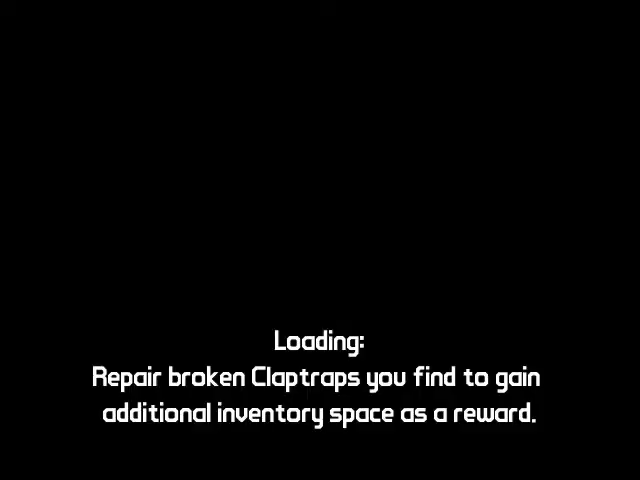 Loading:
Repair broken Claptraps you find to gain
additional inventory space as a reward.